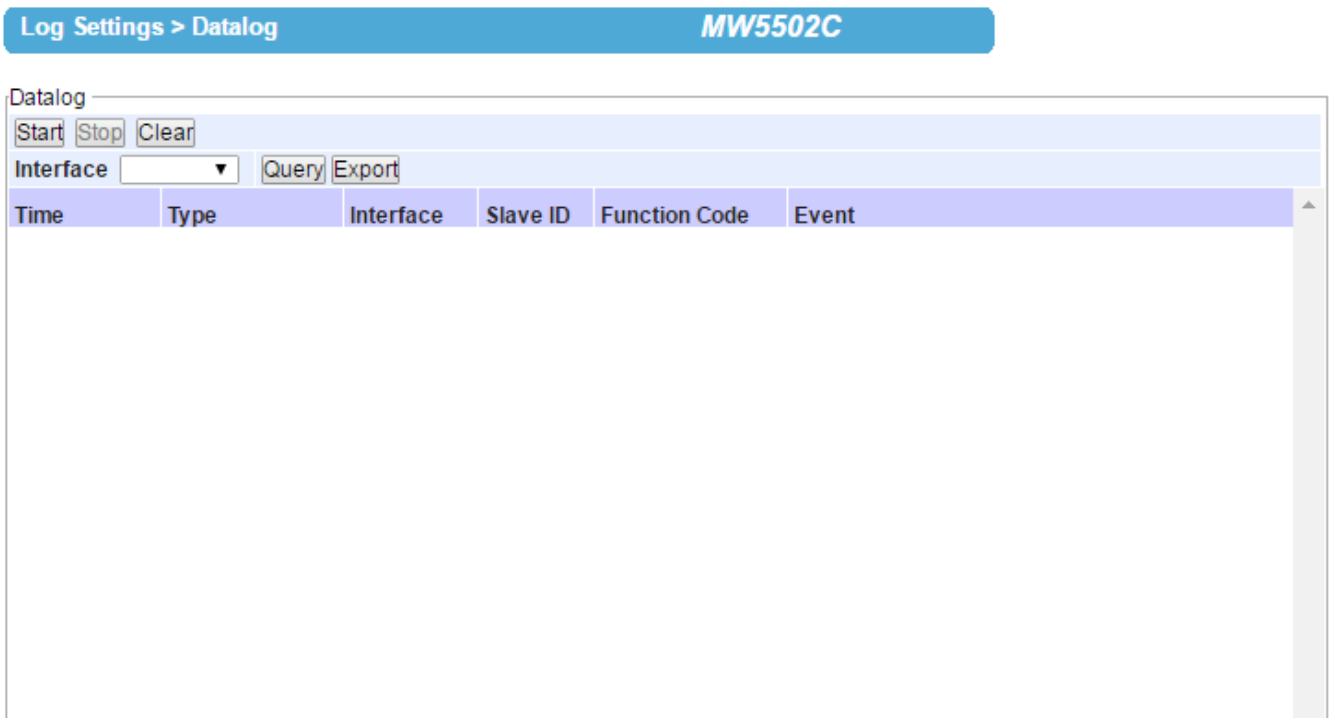 Log Settings > Datalog MW5502C
Datalog
Start Stop Clear
Interface Query Export
Time Type Interface Slave ID Function Code Event